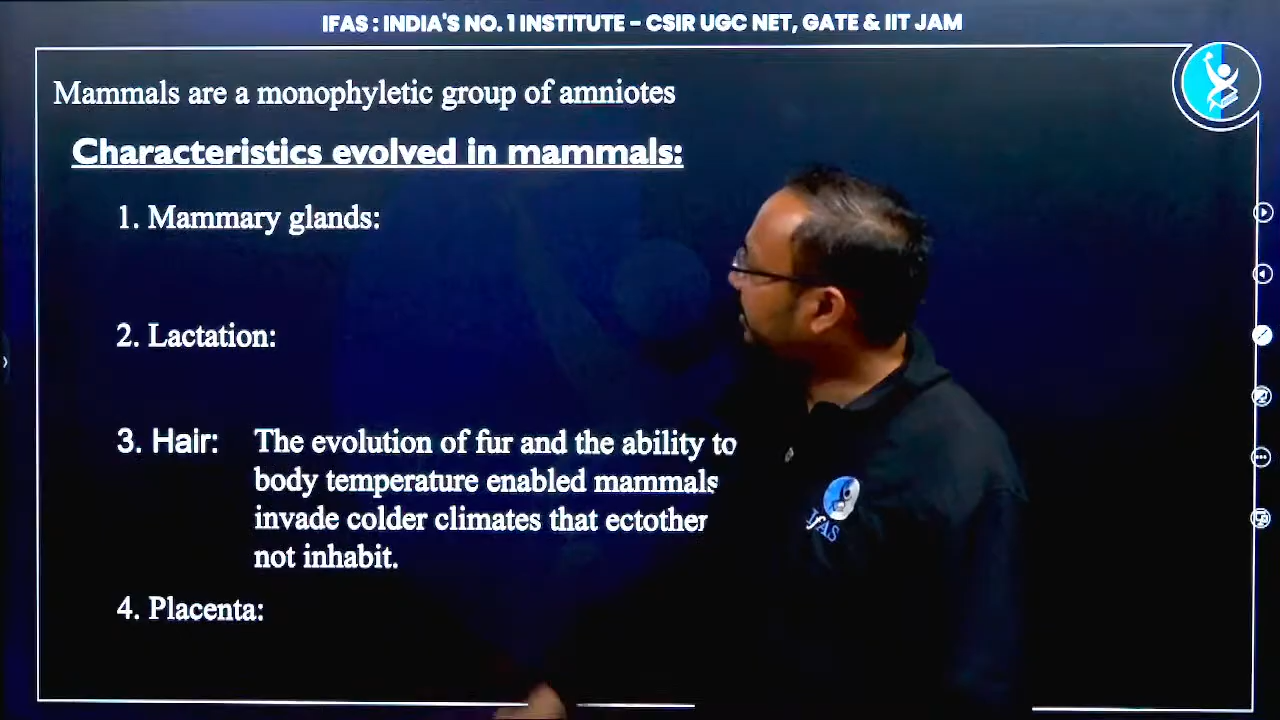 IFAS : INDIA'S NO. 1 INSTITUTE – CSIR UGC NET, GATE & IIT JAM
Mammals are a monophyletic group of amniotes
Characteristics evolved in mammals:
1. Mammary glands:
2. Lactation:
3. Hair: The evolution of fur and the ability to
body temperature enabled mammals
invade colder climates that ectother
not inhabit.
4. Placenta:
IFAS